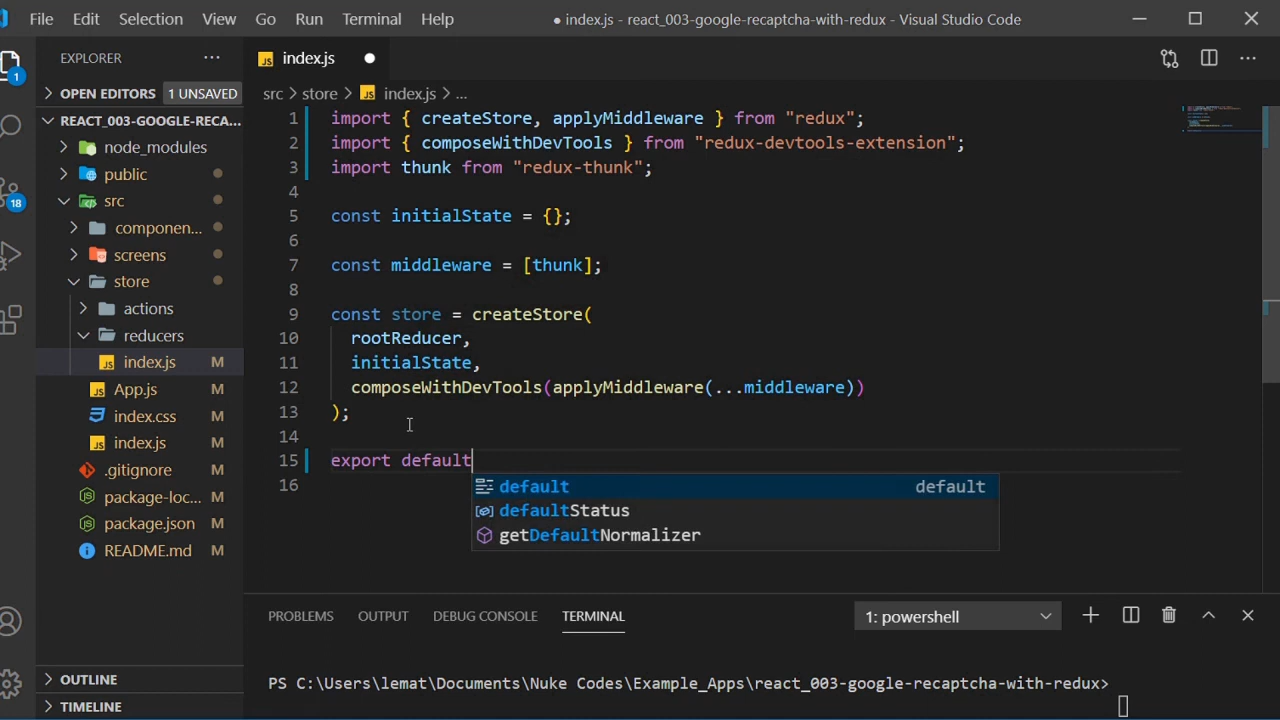 File Edit Selection View Go Run Terminal Help ● index.js - react_003-google-recaptcha-with-redux - Visual Studio Code
EXPLORER ...
index.js
OPEN EDITORS 1 UNSAVED
src > store > index.js > ...
REACT_003-GOOGLE-RECA...
node_modules
public
src
componen...
screens
store
actions
reducers
index.js M
App.js M
index.css M
index.js M
.gitignore M
package-loc... M
package.json M
README.md M
OUTLINE
TIMELINE
1
18
1 import { createStore, applyMiddleware } from "redux";
2 import { composeWithDevTools } from "redux-devtools-extension";
3 import thunk from "redux-thunk";
4
5 const initialState = {};
6
7 const middleware = [thunk];
8
9 const store = createStore(
10 rootReducer,
11 initialState,
12 composeWithDevTools(applyMiddleware(...middleware))
13 );
14
15 export default
16
default default
defaultStatus
getDefaultNormalizer
PROBLEMS OUTPUT DEBUG CONSOLE TERMINAL 1: powershell
PS C:\Users\lemat\Documents\Nuke Codes\Example_Apps\react_003-google-recaptcha-with-redux>